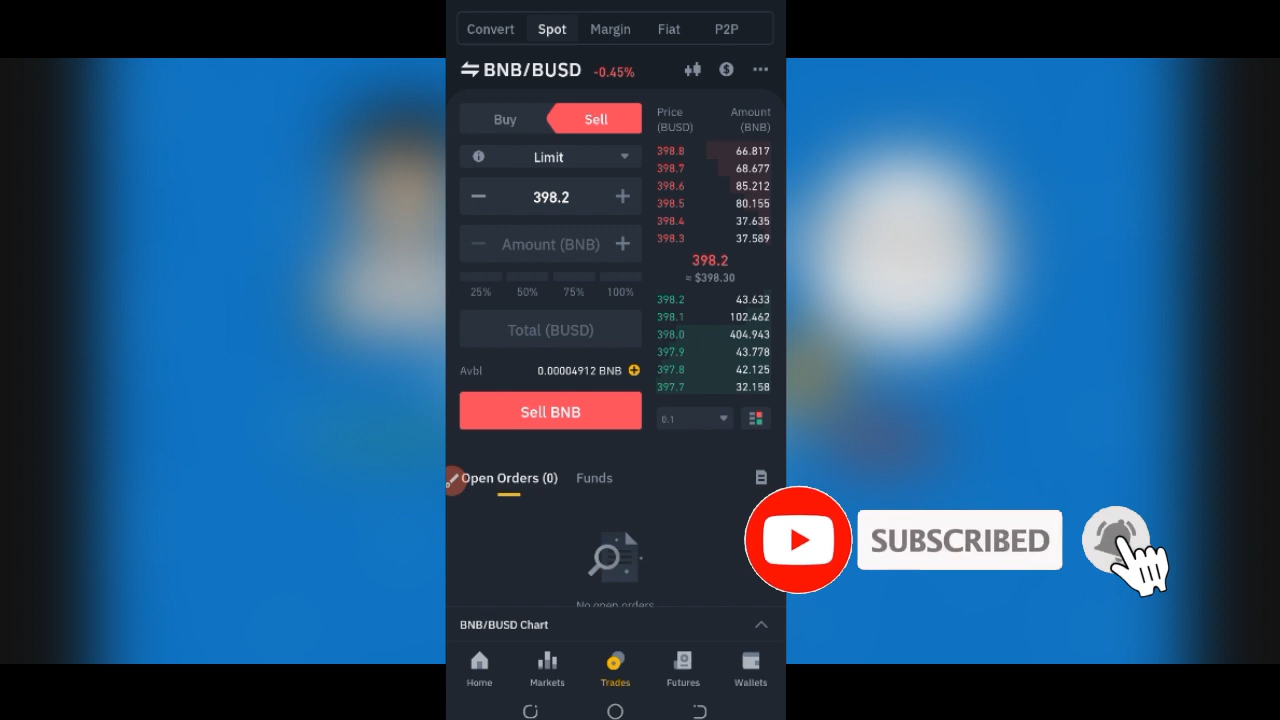 Convert Spot Margin Fiat P2P
BNB/BUSD -0.45%
Buy Sell
Limit
398.2
Amount (BNB)
25% 50% 75% 100%
Total (BUSD)
Avbl 0.00004912 BNB
Sell BNB
Price (BUSD) Amount (BNB)
398.8 66.817
398.7 68.677
398.6 85.212
398.5 80.155
398.4 37.635
398.3 37.589
398.2
≈ $398.30
398.2 43.633
398.1 102.462
398.0 404.943
397.9 43.778
397.8 42.125
397.7 32.158
0.1
Open Orders (0) Funds
SUBSCRIBED
No open orders
BNB/BUSD Chart
Home Markets Trades Futures Wallets